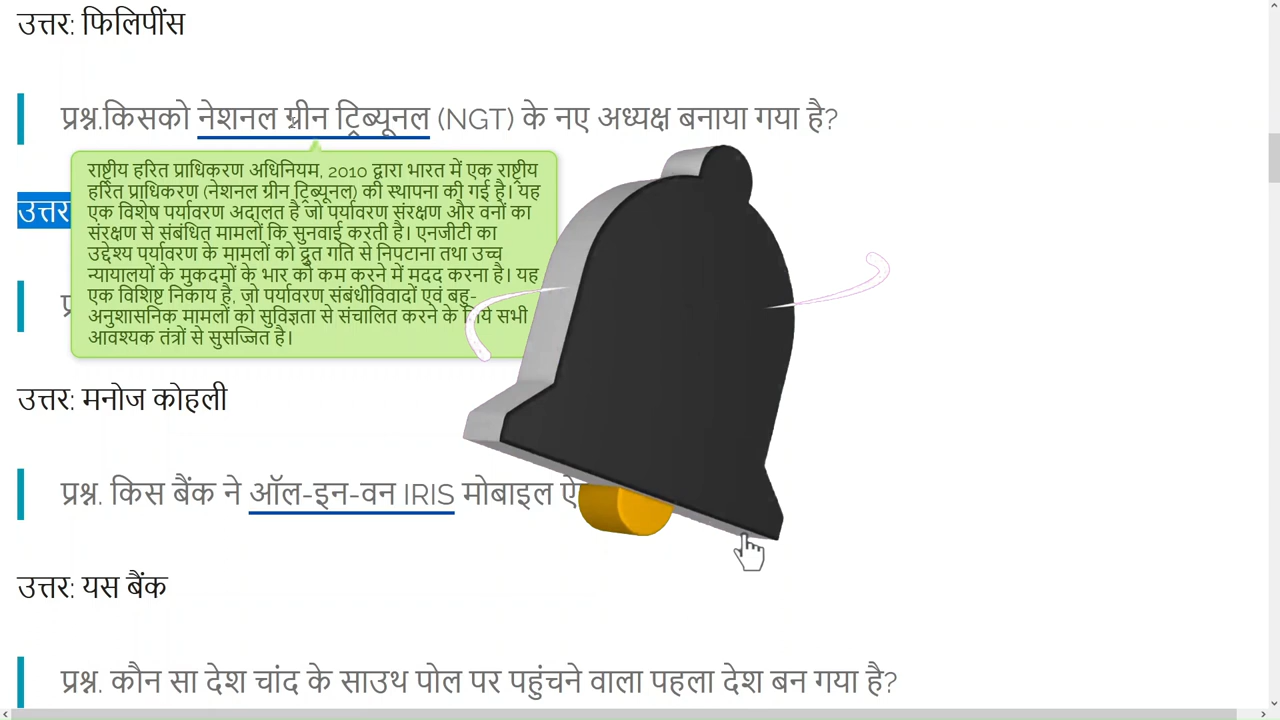 उत्तर: फिलिपींस
प्रश्न.किसको नेशनल ग्रीन ट्रिब्यूनल (NGT) के नए अध्यक्ष बनाया गया है?
राष्ट्रीय हरित प्राधिकरण अधिनियम, 2010 द्वारा भारत में एक राष्ट्रीय
हरित प्राधिकरण (नेशनल ग्रीन ट्रिब्यूनल) की स्थापना की गई है। यह
एक विशेष पर्यावरण अदालत है जो पर्यावरण संरक्षण और वनों का
संरक्षण से संबंधित मामलों कि सुनवाई करती है। एनजीटी का
उद्देश्य पर्यावरण के मामलों को द्रुत गति से निपटाना तथा उच्च
न्यायालयों के मुकदमों के भार को कम करने में मदद करना है। यह
एक विशिष्ट निकाय है, जो पर्यावरण संबंधीविवादों एवं बहु-
अनुशासनिक मामलों को सुविज्ञता से संचालित करने के लिये सभी
आवश्यक तंत्रों से सुसज्जित है।
उत्तर:
उत्तर: मनोज कोहली
प्रश्न. किस बैंक ने ऑल-इन-वन IRIS मोबाइल
उत्तर: यस बैंक
प्रश्न. कौन सा देश चांद के साउथ पोल पर पहुंचने वाला पहला देश बन गया है?